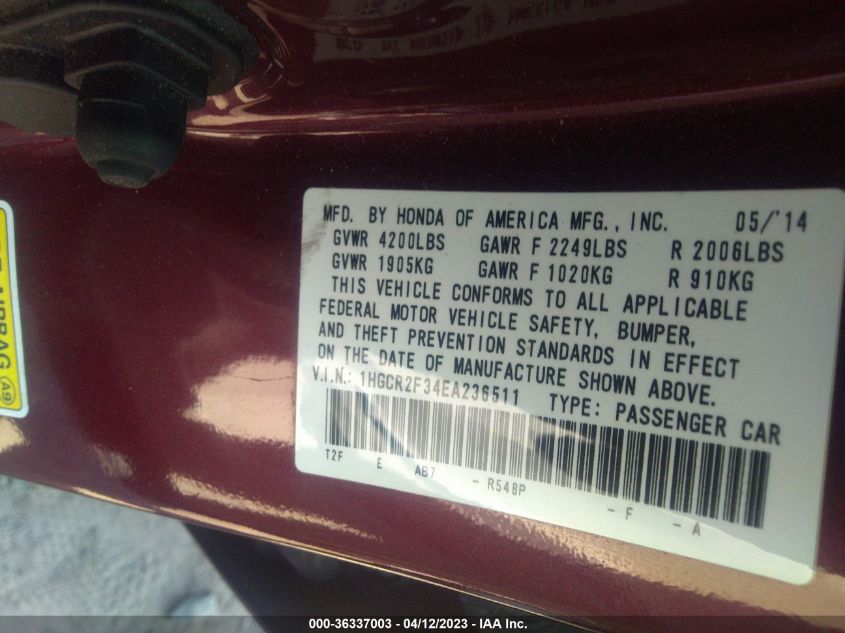 MFD. BY HONDA OF AMERICA MFG., INC. 05/'14
GVWR 4200LBS GAWR F 2249LBS R 2006LBS
GVWR 1905KG GAWR F 1020KG R 910KG
THIS VEHICLE CONFORMS TO ALL APPLICABLE
FEDERAL MOTOR VEHICLE SAFETY, BUMPER,
AND THEFT PREVENTION STANDARDS IN EFFECT
ON THE DATE OF MANUFACTURE SHOWN ABOVE.
V.I.N.: 1HGCR2F34EA236511 TYPE: PASSENGER CAR
T2F E AB7 - R548P - F - A
AIRBAG A9
000-36337003 - 04/12/2023 - IAA Inc.